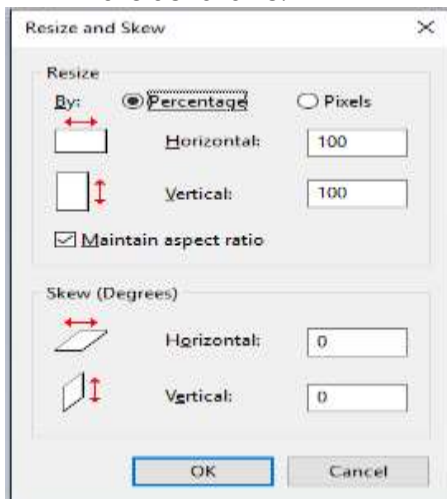 Resize and Skew
Resize
By: Percentage Pixels
Horizontal: 100
Vertical: 100
Maintain aspect ratio
Skew (Degrees)
Horizontal: 0
Vertical: 0
OK Cancel